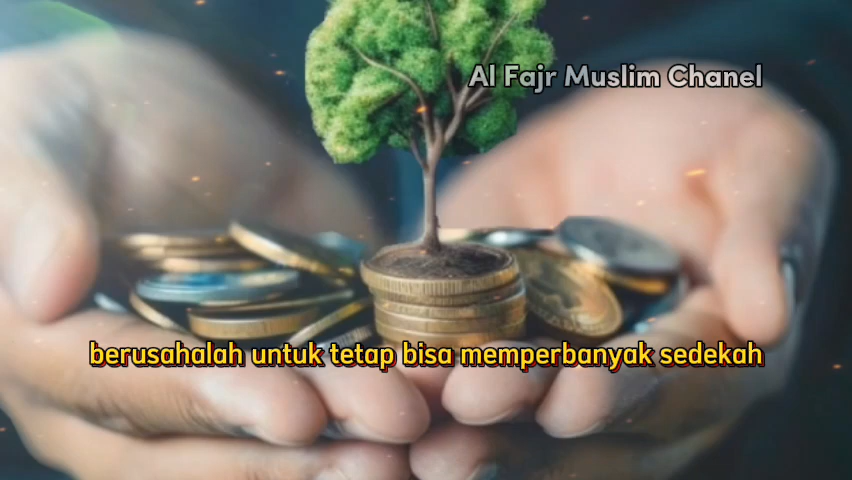 Al Fajr Muslim Chanel
berusahalah untuk tetap bisa memperbanyak sedekah